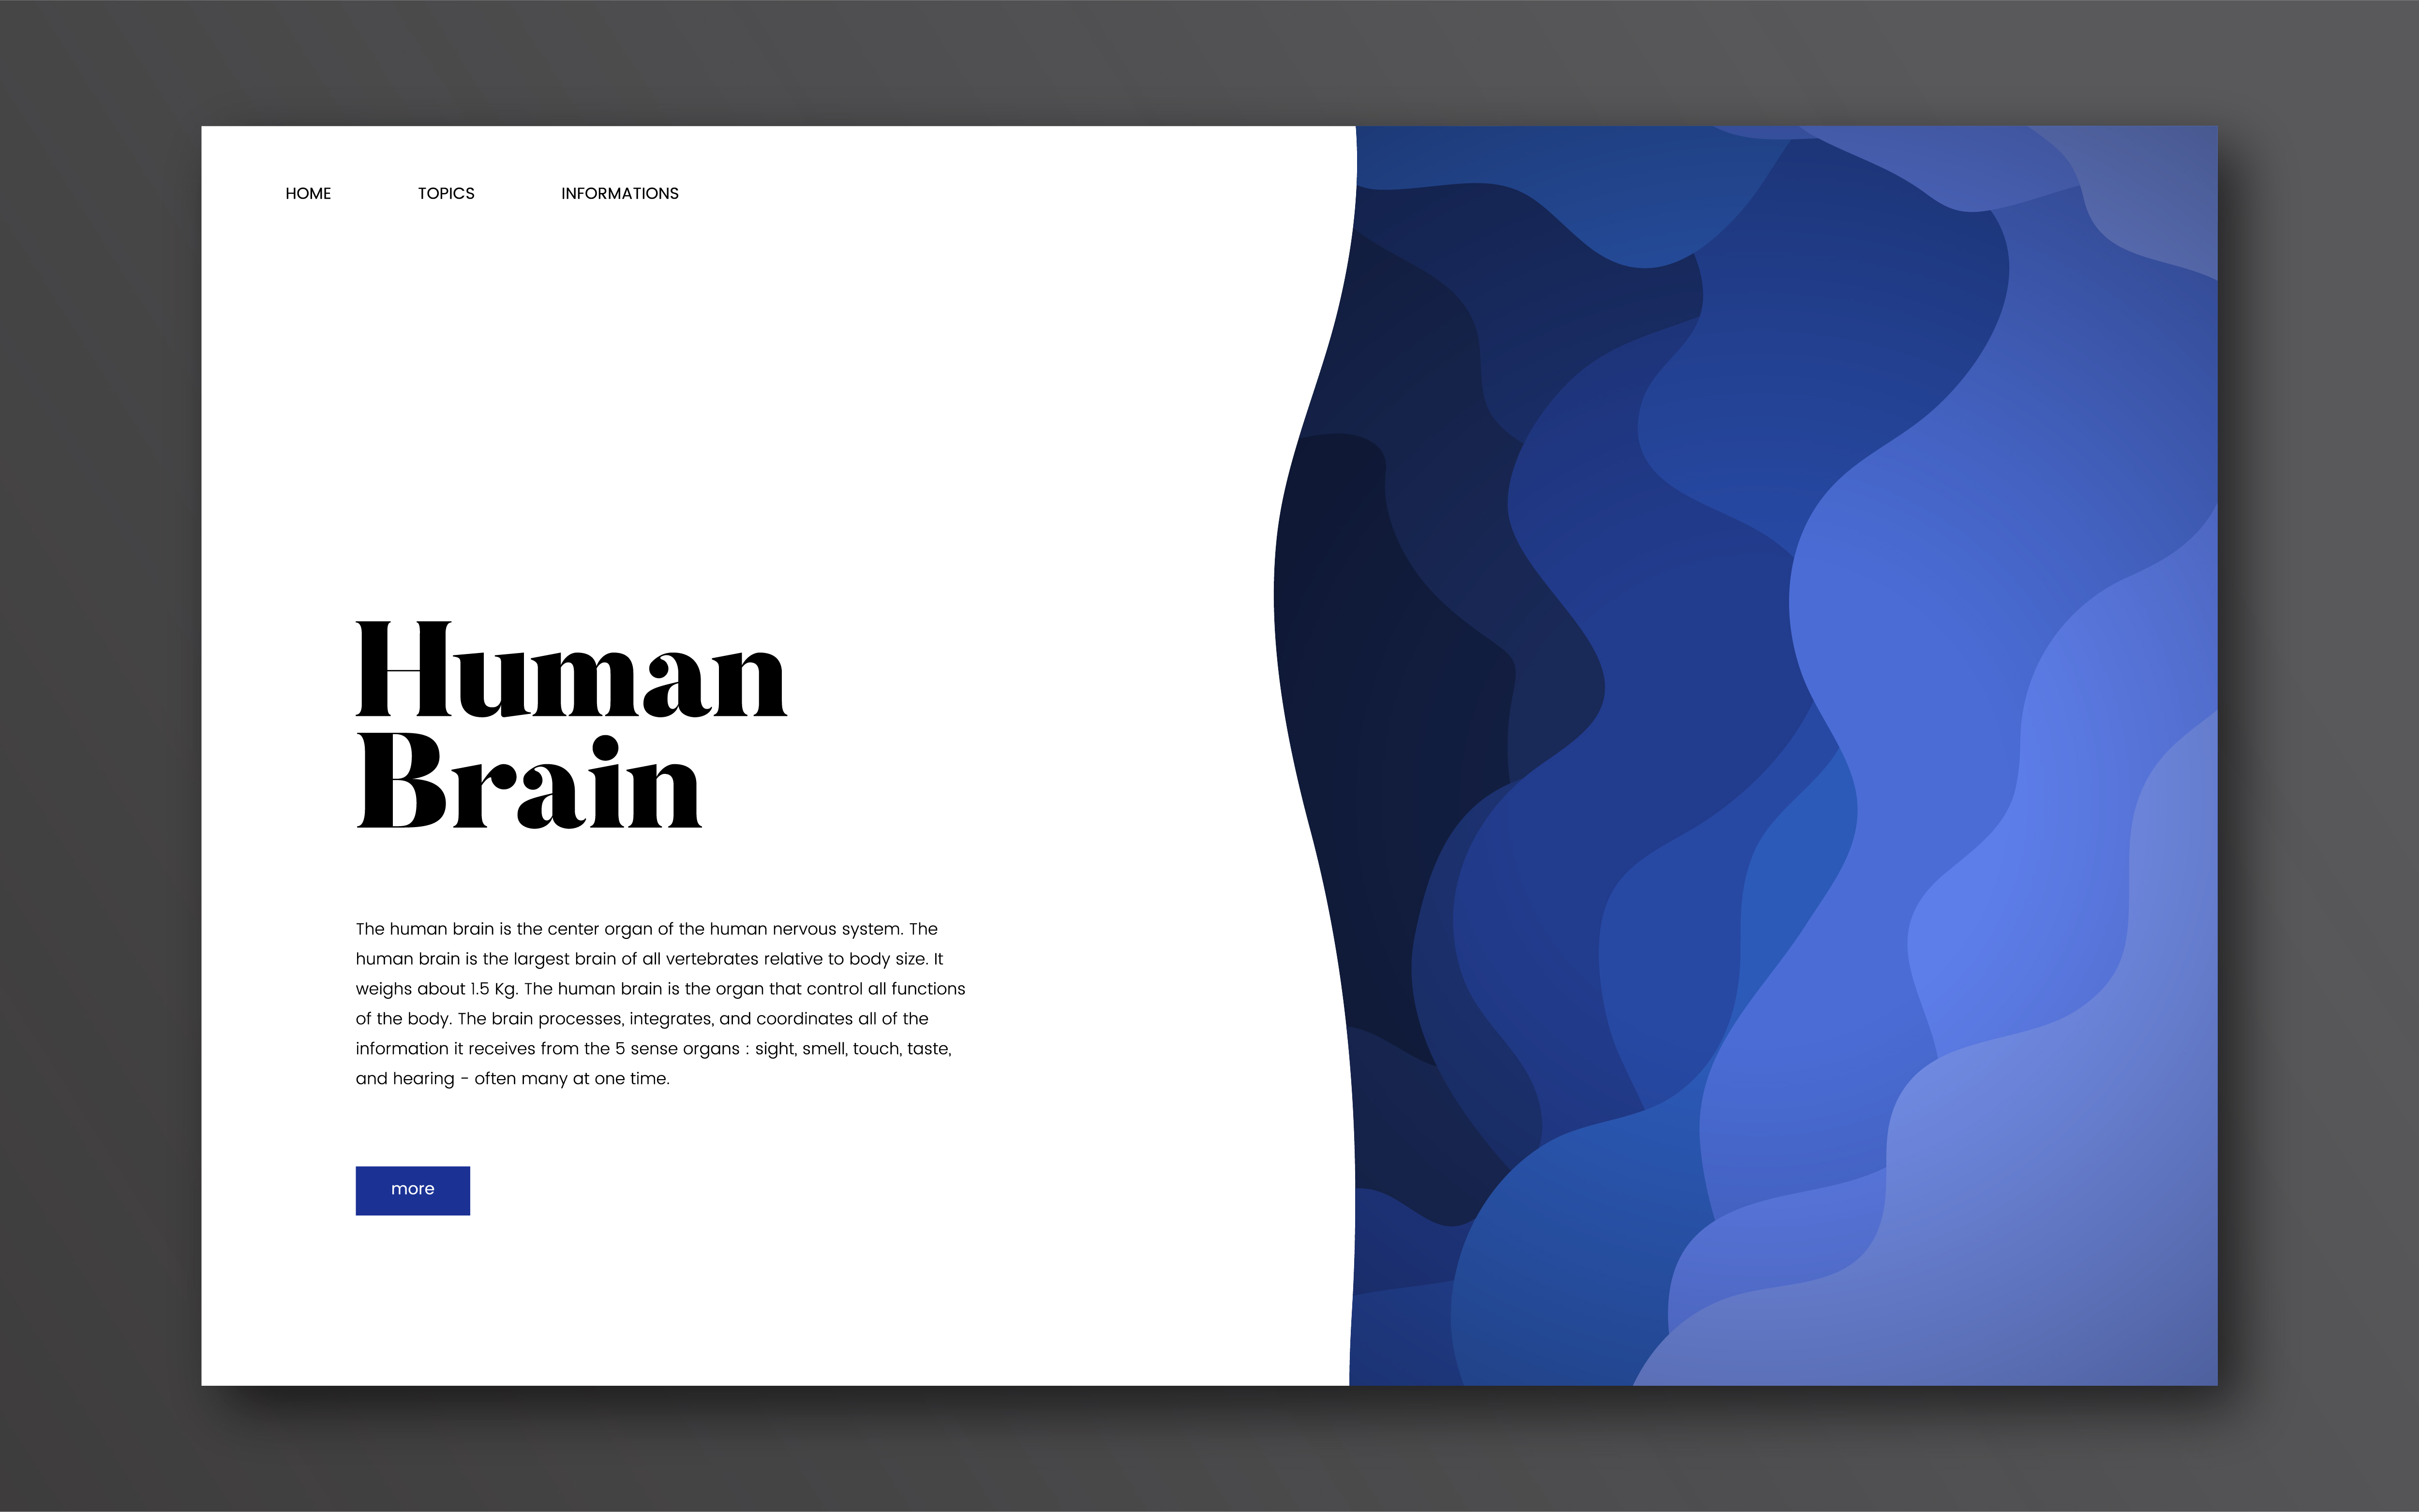 HOME TOPICS INFORMATIONS
Human
Brain
The human brain is the center organ of the human nervous system. The
human brain is the largest brain of all vertebrates relative to body size. It
weighs about 1.5 Kg. The human brain is the organ that control all functions
of the body. The brain processes, integrates, and coordinates all of the
information it receives from the 5 sense organs : sight, smell, touch, taste,
and hearing - often many at one time.
more